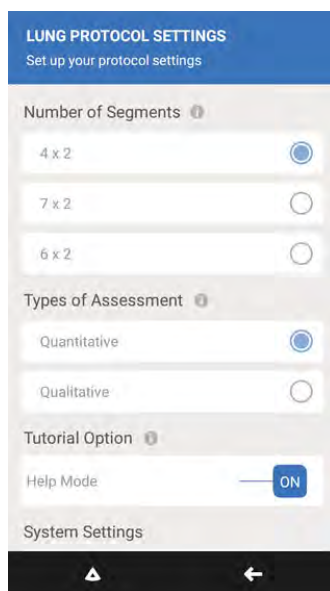 LUNG PROTOCOL SETTINGS
Set up your protocol settings
Number of Segments
4 x 2
7 x 2
6 x 2
Types of Assessment
Quantitative
Qualitative
Tutorial Option
Help Mode
ON
System Settings